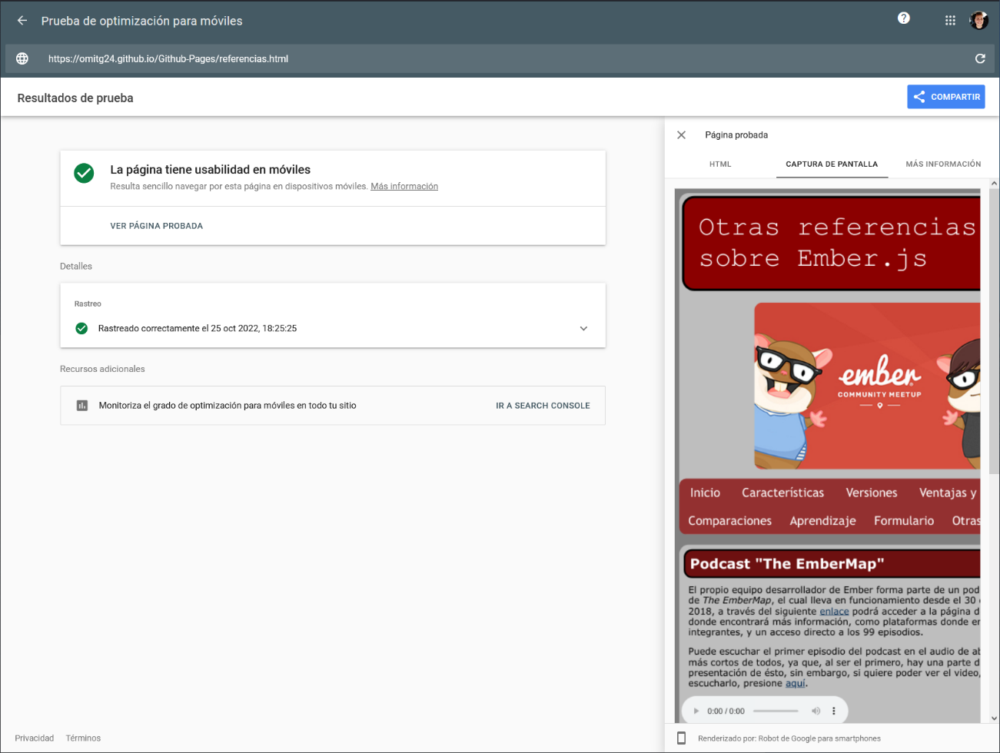 Prueba de optimización para móviles
https://omitg24.github.io/Github-Pages/referencias.html
Resultados de prueba
COMPARTIR
La página tiene usabilidad en móviles
Resulta sencillo navegar por esta página en dispositivos móviles. Más información
VER PÁGINA PROBADA
Detalles
Rastreo
Rastreado correctamente el 25 oct 2022, 18:25:25
Recursos adicionales
Monitoriza el grado de optimización para móviles en todo tu sitio
IR A SEARCH CONSOLE
Privacidad Términos
Página probada
HTML CAPTURA DE PANTALLA MÁS INFORMACIÓN
Otras referencias
sobre Ember.js
ember
COMMUNITY MEETUP
Inicio Características Versiones Ventajas y
Comparaciones Aprendizaje Formulario Otras
Podcast "The EmberMap"
El propio equipo desarrollador de Ember forma parte de un pod
de The EmberMap, el cual lleva en funcionamiento desde el 30
2018, a través del siguiente enlace podrá acceder a la página d
donde encontrará más información, como plataformas donde er
integrantes, y un acceso directo a los 99 episodios.
Puede escuchar el primer episodio del podcast en el audio de ab
más cortos de todos, ya que, al ser el primero, hay una parte d
presentación de ésto, sin embargo, si quiere poder ver el video,
escucharlo, presione aquí.
0:00 / 0:00
Renderizado por: Robot de Google para smartphones